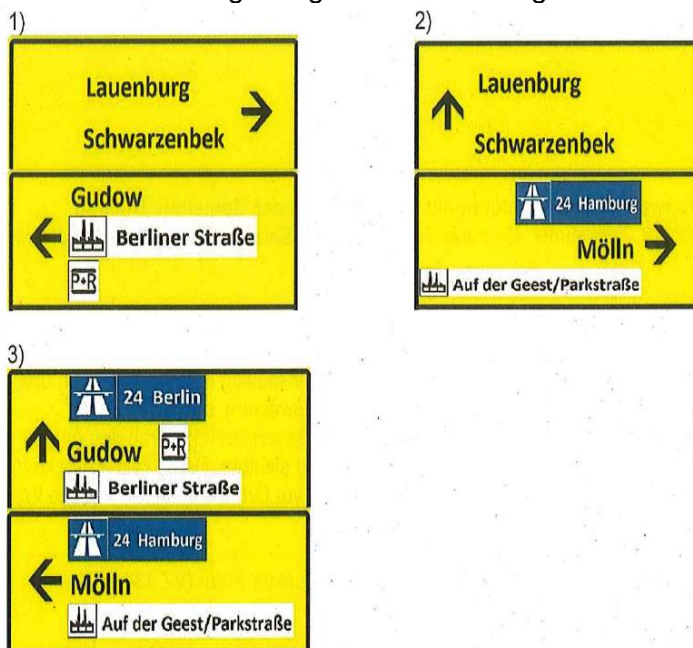 1)
Lauenburg
Schwarzenbek
Gudow
Berliner Straße
P+R
2)
Lauenburg
Schwarzenbek
24 Hamburg
Mölln
Auf der Geest/Parkstraße
3)
24 Berlin
Gudow P+R
Berliner Straße
24 Hamburg
Mölln
Auf der Geest/Parkstraße